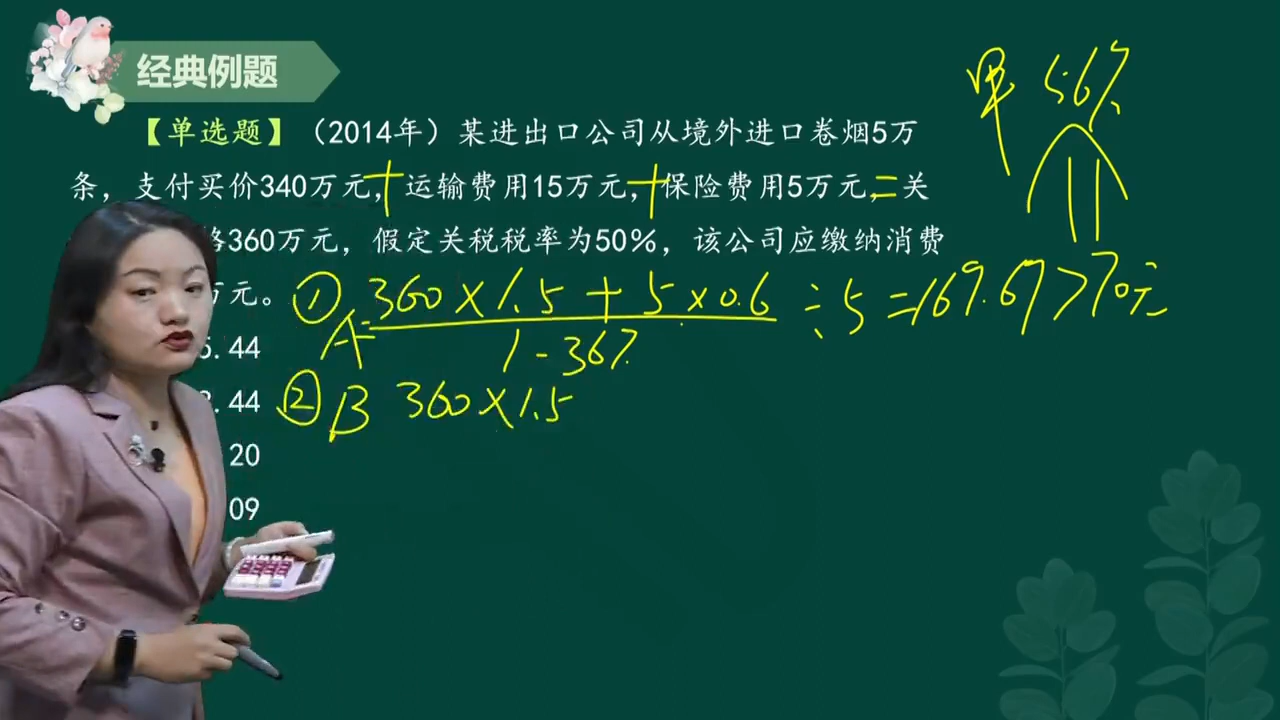 经典例题
【单选题】（2014年）某进出口公司从境外进口卷烟5万
条，支付买价340万元，+运输费用15万元，+保险费用5万元，=关
360万元，假定关税税率为50%，该公司应缴纳消费
万元。
.44
.44
20
09
甲 56%
① A 360×1.5+5×0.6
1-36%
÷5=169.69>70元
② B 360×1.5